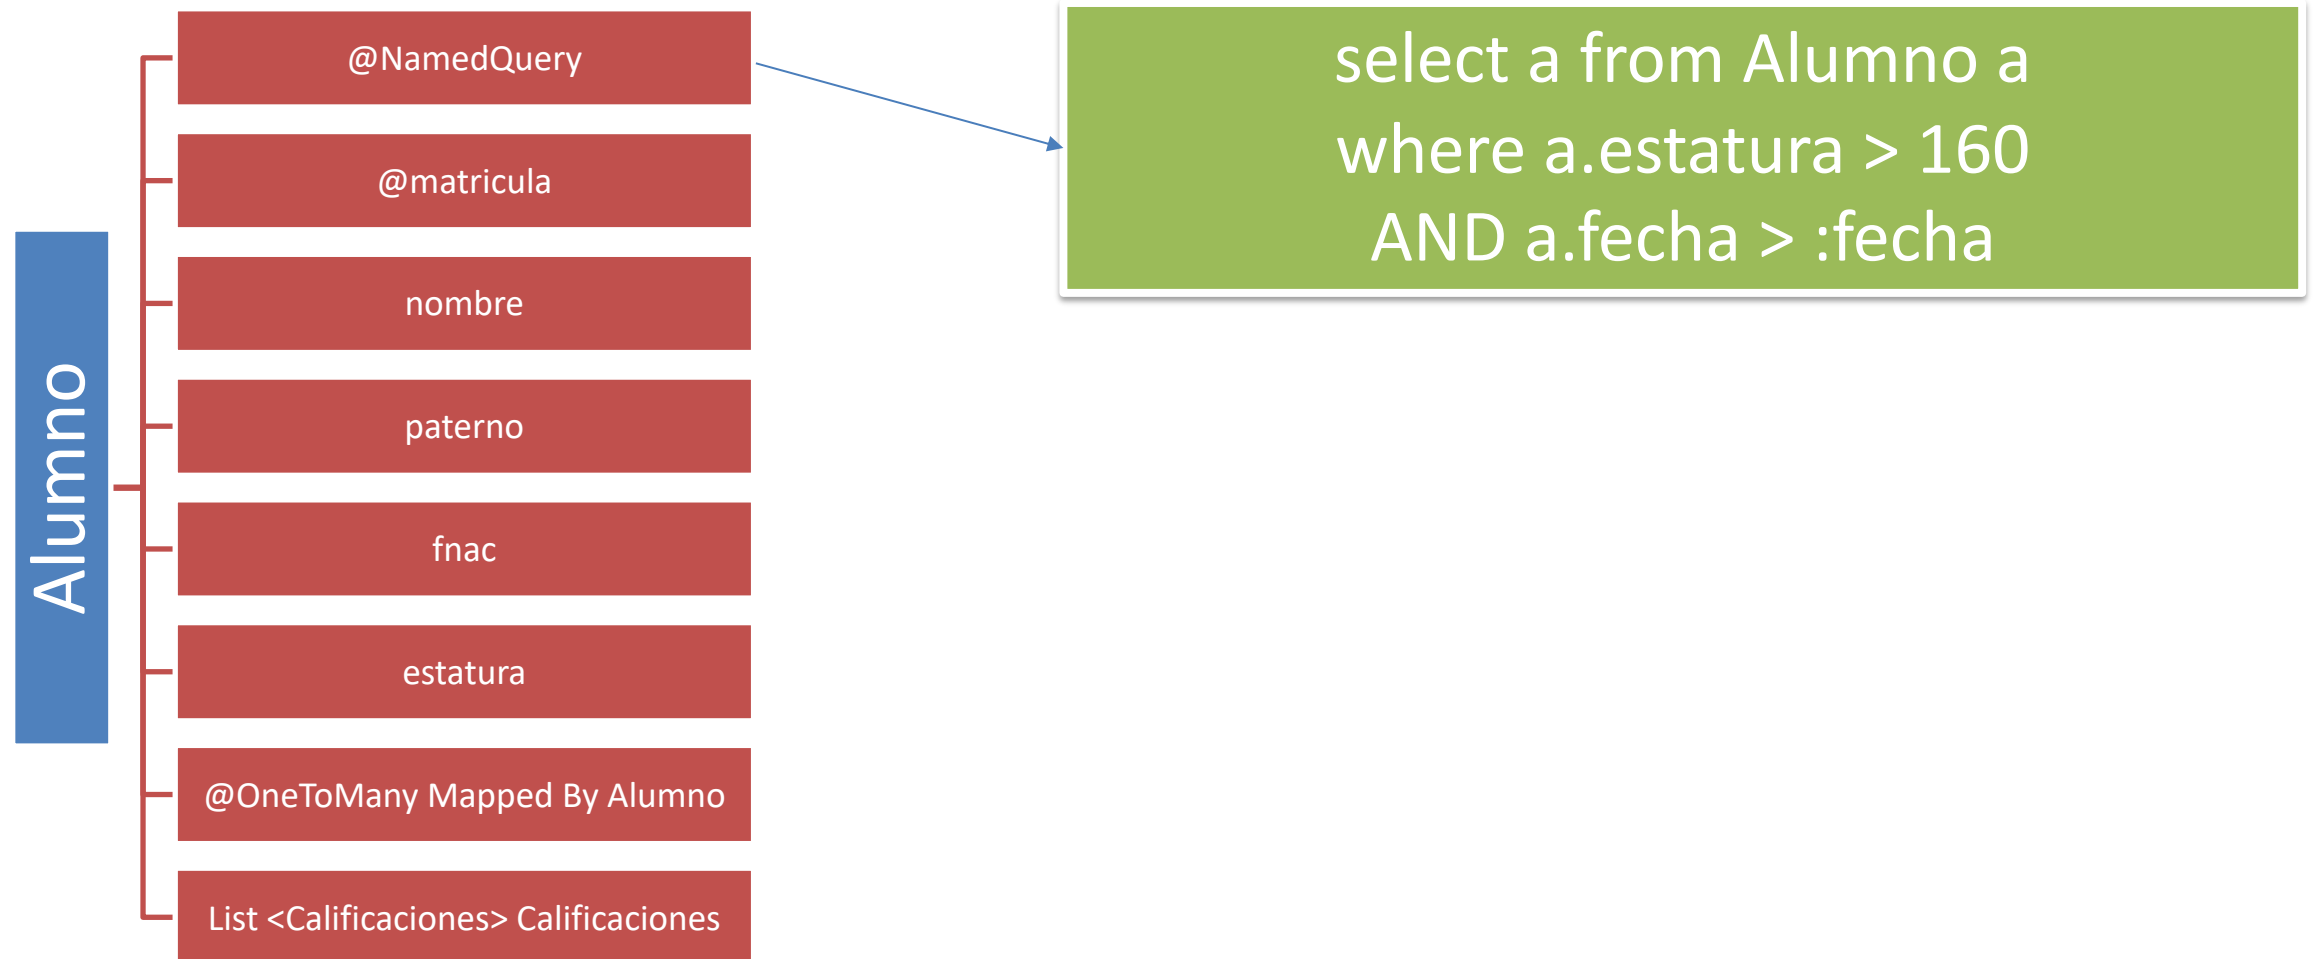 Alumno
@NamedQuery
@matricula
nombre
paterno
fnac
estatura
@OneToMany Mapped By Alumno
List <Calificaciones> Calificaciones
select a from Alumno a
where a.estatura > 160
AND a.fecha > :fecha